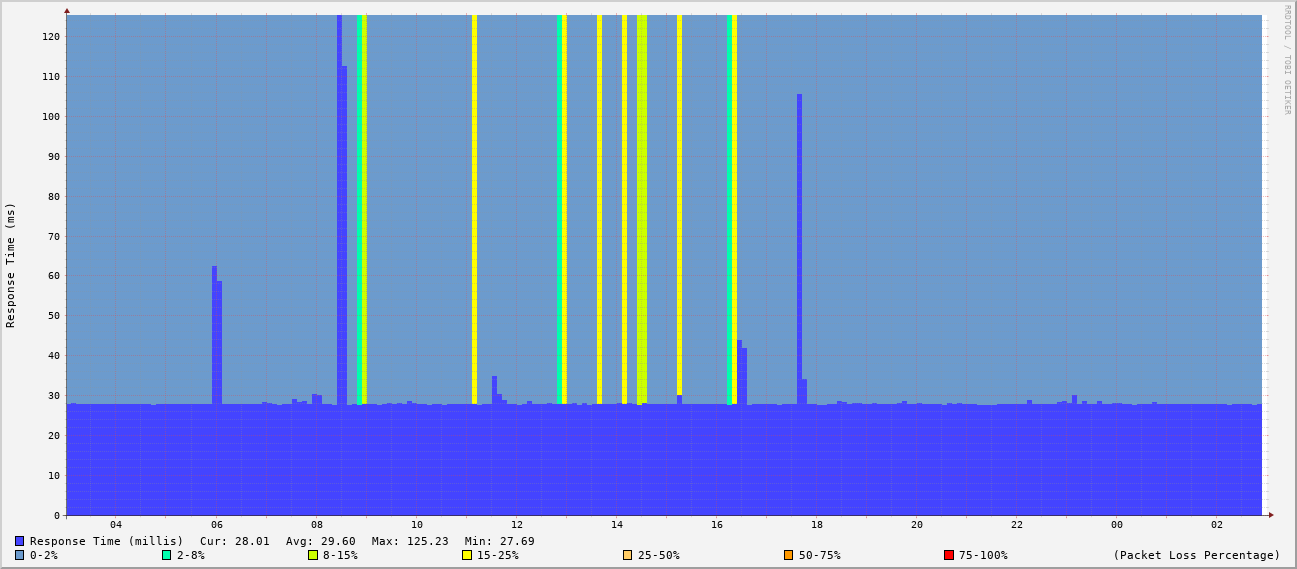 RRDTOOL / TOBI OETIKER
Response Time (ms)
120
110
100
90
80
70
60
50
40
30
20
10
0
04 06 08 10 12 14 16 18 20 22 00 02
Response Time (millis) Cur: 28.01 Avg: 29.60 Max: 125.23 Min: 27.69
0-2% 2-8% 8-15% 15-25% 25-50% 50-75% 75-100% (Packet Loss Percentage)